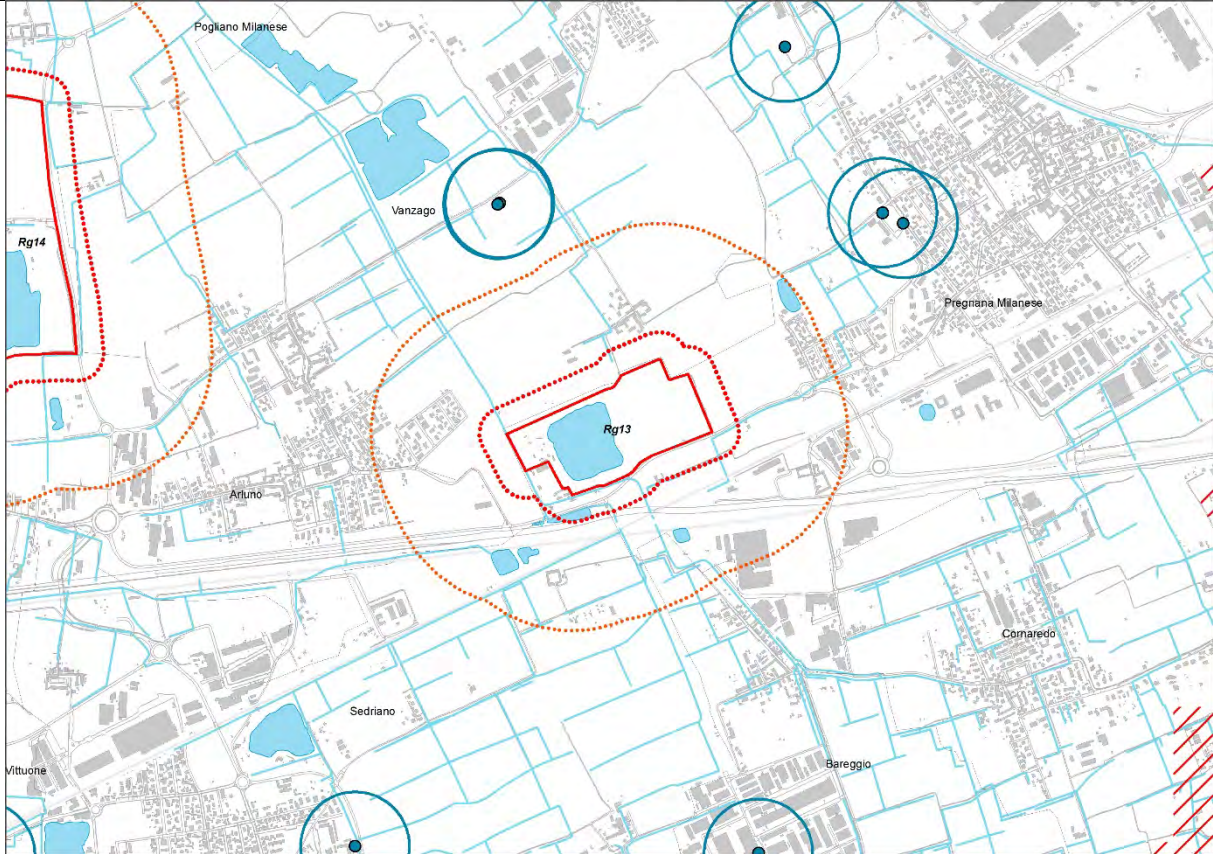 Pogliano Milanese
Vanzago
Rg14
Pregnana Milanese
Rg13
Arluno
Cornaredo
Sedriano
Bareggio
Vittuone